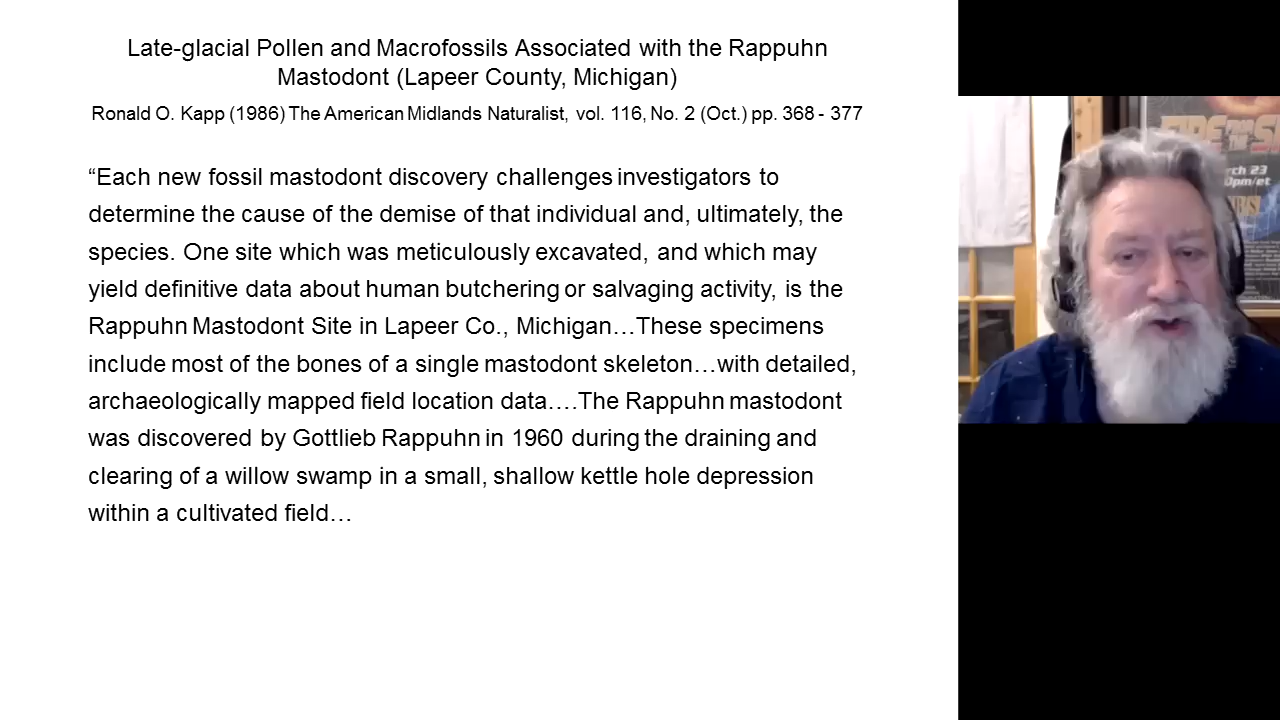 Late-glacial Pollen and Macrofossils Associated with the Rappuhn
Mastodont (Lapeer County, Michigan)
Ronald O. Kapp (1986) The American Midlands Naturalist, vol. 116, No. 2 (Oct.) pp. 368 - 377
“Each new fossil mastodont discovery challenges investigators to
determine the cause of the demise of that individual and, ultimately, the
species. One site which was meticulously excavated, and which may
yield definitive data about human butchering or salvaging activity, is the
Rappuhn Mastodont Site in Lapeer Co., Michigan…These specimens
include most of the bones of a single mastodont skeleton…with detailed,
archaeologically mapped field location data….The Rappuhn mastodont
was discovered by Gottlieb Rappuhn in 1960 during the draining and
clearing of a willow swamp in a small, shallow kettle hole depression
within a cultivated field…
FIRE
THE
rch 23
0pm/et